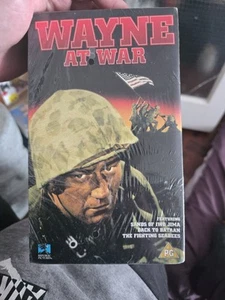 WAYNE
AT WAR
FEATURING
SANDS OF IWO JIMA
BACK TO BATAAN
THE FIGHTING SEABEES
PG